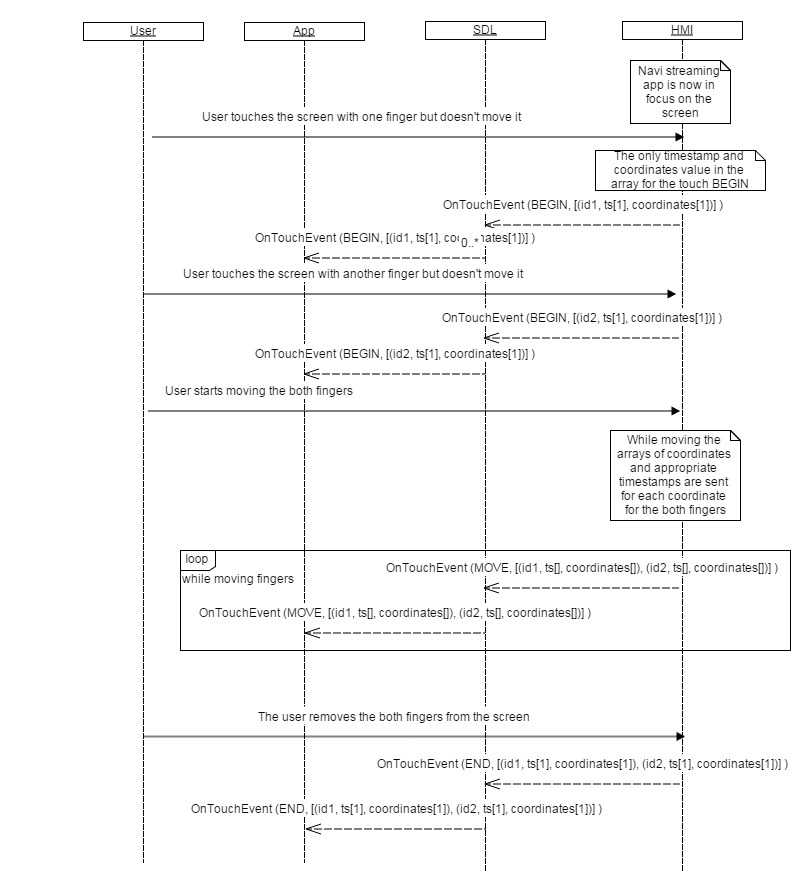 User
App
SDL
HMI
Navi streaming
app is now in
focus on the
screen
User touches the screen with one finger but doesn't move it
The only timestamp and
coordinates value in the
array for the touch BEGIN
OnTouchEvent (BEGIN, [(id1, ts[1], coordinates[1])] )
OnTouchEvent (BEGIN, [(id1, ts[1], coordinates[1])] )
0..*
User touches the screen with another finger but doesn't move it
OnTouchEvent (BEGIN, [(id2, ts[1], coordinates[1])] )
OnTouchEvent (BEGIN, [(id2, ts[1], coordinates[1])] )
User starts moving the both fingers
While moving the
arrays of coordinates
and appropriate
timestamps are sent
for each coordinate
for the both fingers
loop
while moving fingers
OnTouchEvent (MOVE, [(id1, ts[], coordinates[]), (id2, ts[], coordinates[])] )
OnTouchEvent (MOVE, [(id1, ts[], coordinates[]), (id2, ts[], coordinates[])] )
The user removes the both fingers from the screen
OnTouchEvent (END, [(id1, ts[1], coordinates[1]), (id2, ts[1], coordinates[1])] )
OnTouchEvent (END, [(id1, ts[1], coordinates[1]), (id2, ts[1], coordinates[1])] )